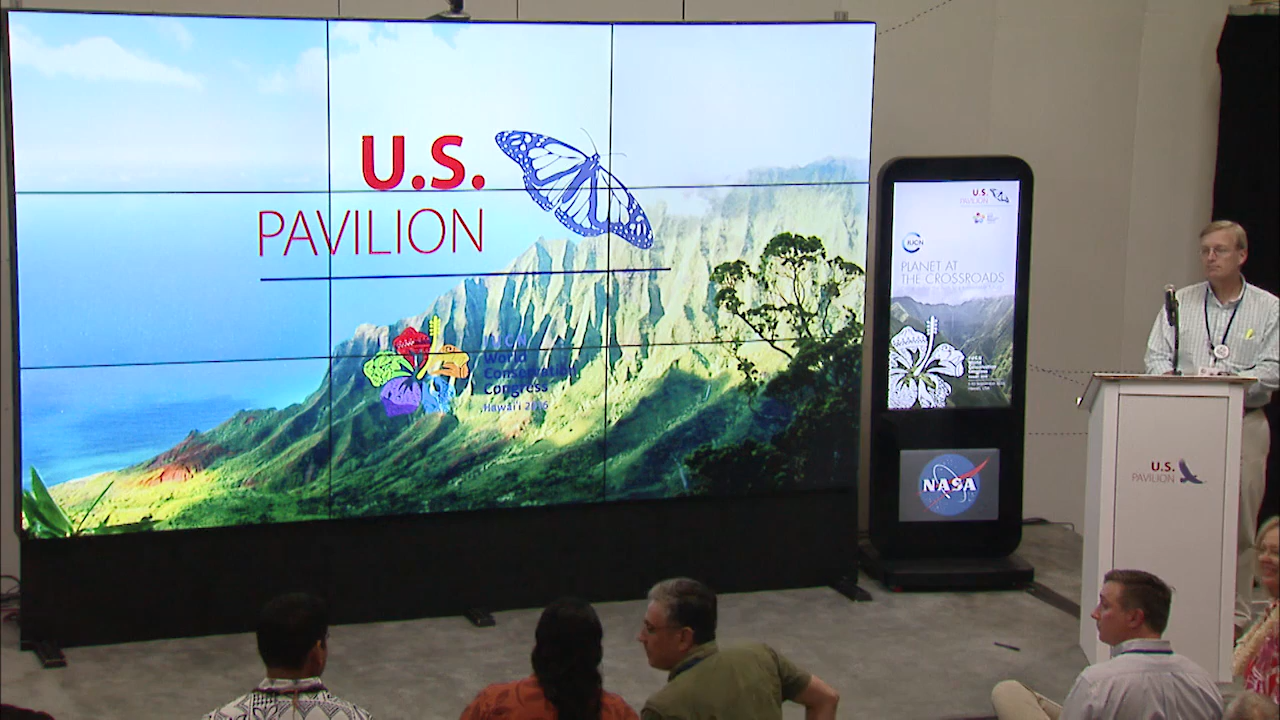 U.S.
PAVILION
IUCN
World
Conservation
Congress
Hawai'i 2016
U.S.
PAVILION
IUCN
PLANET AT
THE CROSSROADS
NASA
U.S.
PAVILION